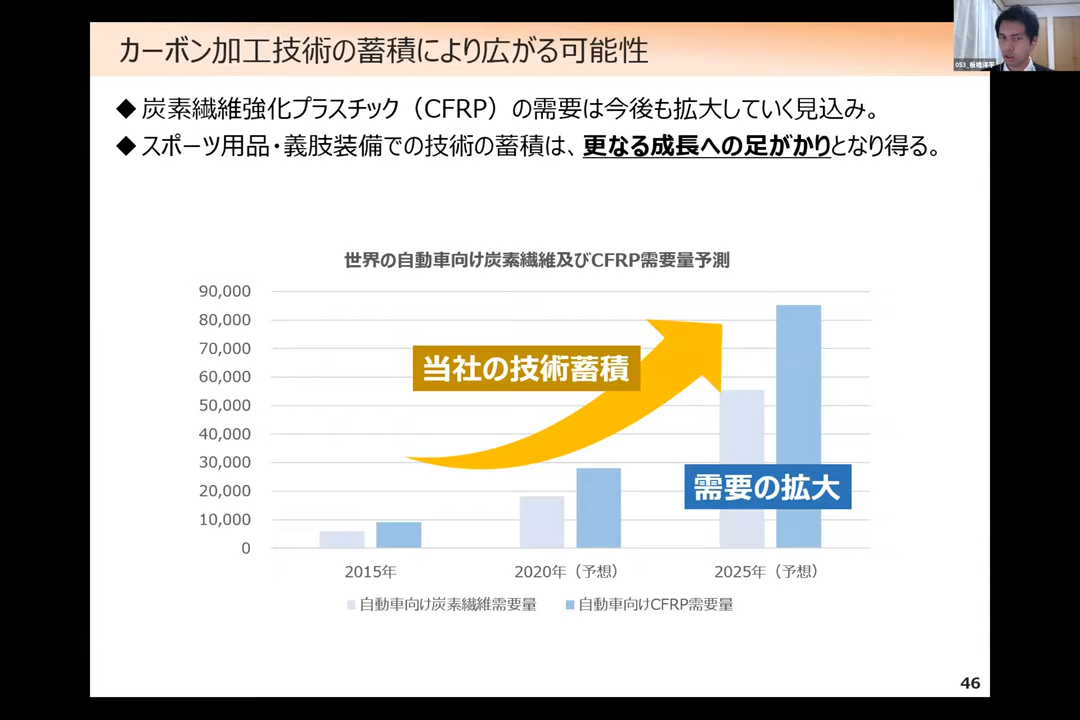 カーボン加工技術の蓄積により広がる可能性
053_板橋洋平
◆炭素繊維強化プラスチック（CFRP）の需要は今後も拡大していく見込み。
◆スポーツ用品・義肢装備での技術の蓄積は、更なる成長への足がかりとなり得る。
世界の自動車向け炭素繊維及びCFRP需要量予測
90,000
80,000
70,000
60,000
50,000
40,000
30,000
20,000
10,000
0
当社の技術蓄積
需要の拡大
2015年
2020年（予想）
2025年（予想）
自動車向け炭素繊維需要量
自動車向けCFRP需要量
46